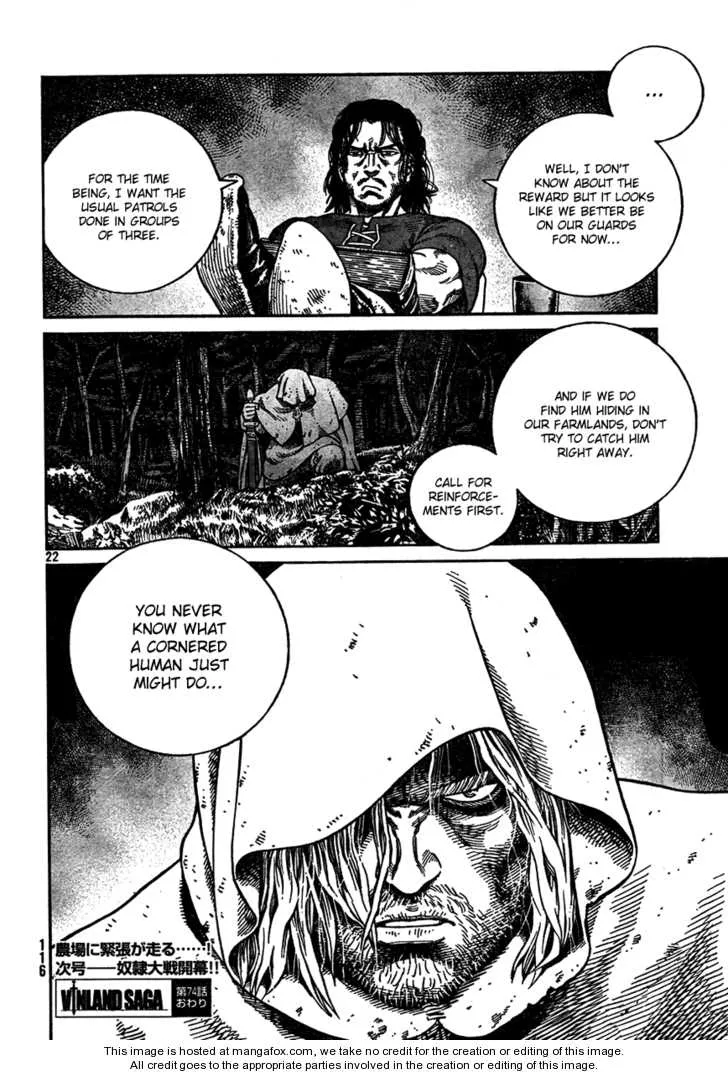 ...
WELL, I DON'T
KNOW ABOUT THE
REWARD BUT IT LOOKS
LIKE WE BETTER BE
ON OUR GUARDS
FOR NOW...
FOR THE TIME
BEING, I WANT THE
USUAL PATROLS
DONE IN GROUPS
OF THREE.
AND IF WE DO
FIND HIM HIDING IN
OUR FARMLANDS, DON'T
TRY TO CATCH HIM
RIGHT AWAY.
CALL FOR
REINFORCE-
MENTS FIRST.
22
YOU NEVER
KNOW WHAT
A CORNERED
HUMAN JUST
MIGHT DO...
116
農場に緊張が走る……!
次号――奴隷大戦開幕!!
VINLAND SAGA
第74話
おわり
This image is hosted at mangafox.com, we take no credit for the creation or editing of this image.
All credit goes to the appropriate parties involved in the creation or editing of this image.